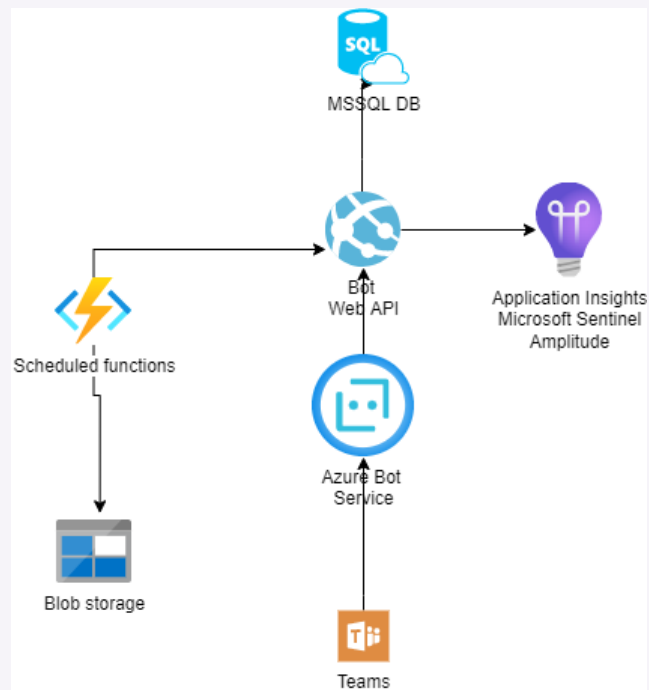 SQL
MSSQL DB
Bot
Web API
Application Insights
Microsoft Sentinel
Amplitude
Scheduled functions
Azure Bot
Service
Blob storage
T
Teams